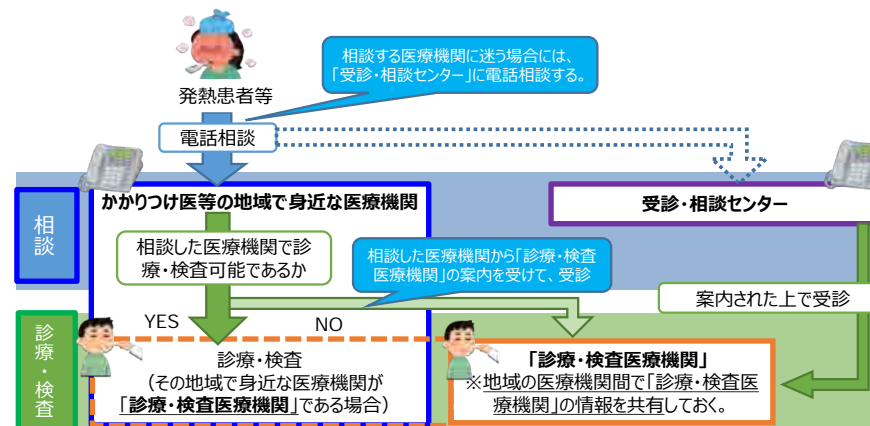 相談する医療機関に迷う場合には、
「受診・相談センター」に電話相談する。
発熱患者等
電話相談
相談
かかりつけ医等の地域で身近な医療機関
受診・相談センター
相談した医療機関で診
療・検査可能であるか
相談した医療機関から「診療・検査
医療機関」の案内を受けて、受診
案内された上で受診
YES
NO
診療・検査
診療・検査
(その地域で身近な医療機関が
「診療・検査医療機関」である場合)
「診療・検査医療機関」
※地域の医療機関間で「診療・検査医
療機関」の情報を共有しておく。